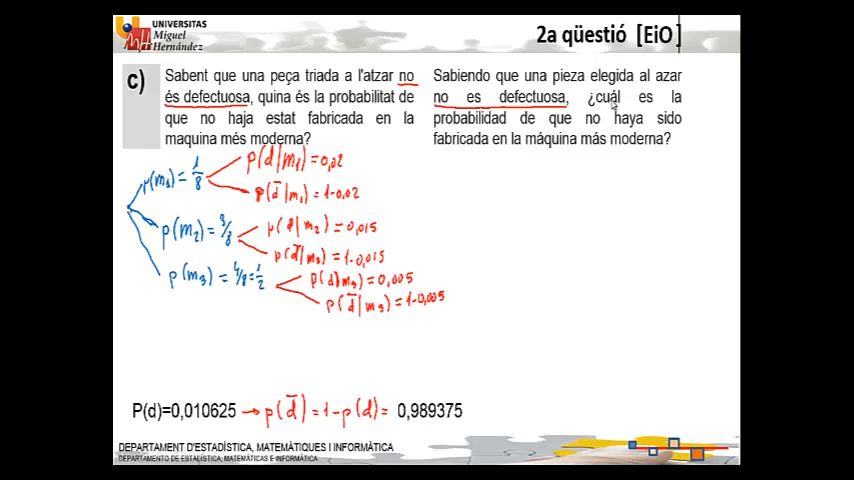 UNIVERSITAS
Miguel
Hernández
2a qüestió [EiO]
c)
Sabent que una peça triada a l'atzar no
és defectuosa, quina és la probabilitat de
que no haja estat fabricada en la
maquina més moderna?
Sabiendo que una pieza elegida al azar
no es defectuosa, ¿cuál es la
probabilidad de que no haya sido
fabricada en la máquina más moderna?
p(m₁) = 1/8
p(d|m₁) = 0,02
p(d̄|m₁) = 1-0,02
p(m₂) = 3/8
p(d|m₂) = 0,015
p(d̄|m₃) = 1-0,015
p(m₃) = 4/8 = 1/2
p(d|m₃) = 0,005
p(d̄|m₃) = 1-0,005
P(d)=0,010625 → p(d̄) = 1-p(d) = 0,989375
DEPARTAMENT D'ESTADÍSTICA, MATEMÀTIQUES I INFORMÀTICA
DEPARTAMENTO DE ESTADÍSTICA, MATEMÁTICAS E INFORMÁTICA